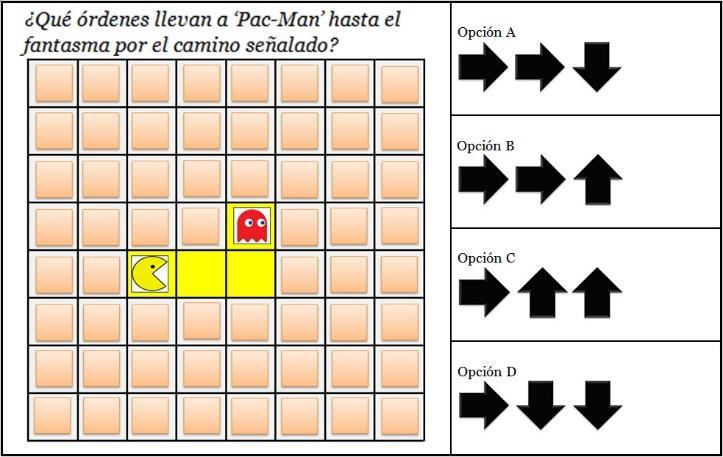 ¿Qué órdenes llevan a ‘Pac-Man’ hasta el
fantasma por el camino señalado?
Opción A
Opción B
Opción C
Opción D